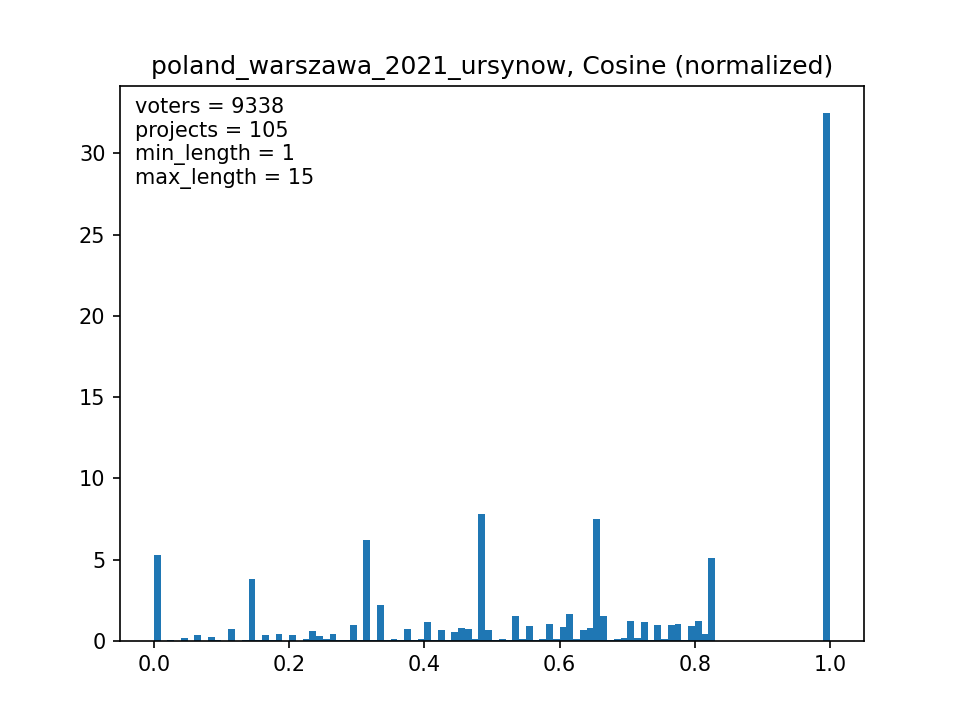 poland_warszawa_2021_ursynow, Cosine (normalized)
voters = 9338
projects = 105
min_length = 1
max_length = 15
30
25
20
15
10
5
0
0.0 0.2 0.4 0.6 0.8 1.0